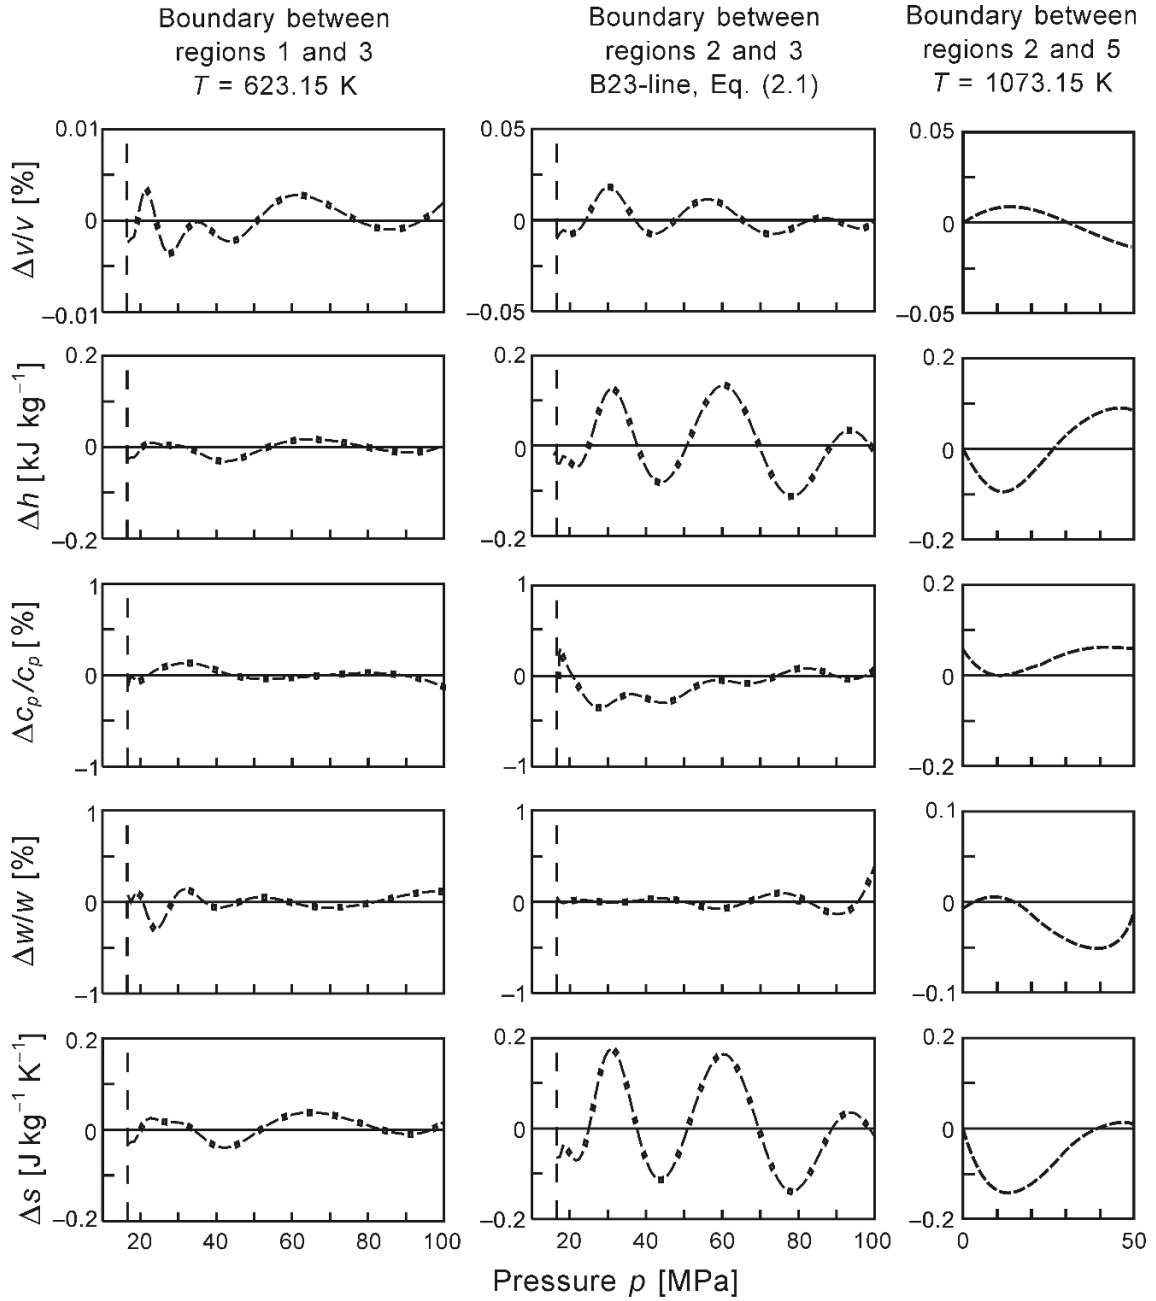 Boundary between
regions 1 and 3
T = 623.15 K
Boundary between
regions 2 and 3
B23-line, Eq. (2.1)
Boundary between
regions 2 and 5
T = 1073.15 K
Δv/v [%]
0.01
0
−0.01
0.05
0
−0.05
0.05
0
−0.05
Δh [kJ kg⁻¹]
0.2
0
−0.2
0.2
0
−0.2
0.2
0
−0.2
Δcₚ/cₚ [%]
1
0
−1
1
0
−1
0.2
0
−0.2
Δw/w [%]
1
0
−1
1
0
−1
0.1
0
−0.1
Δs [J kg⁻¹ K⁻¹]
0.2
0
−0.2
0.2
0
−0.2
0.2
0
−0.2
20 40 60 80 100
20 40 60 80 100
0 50
Pressure p [MPa]